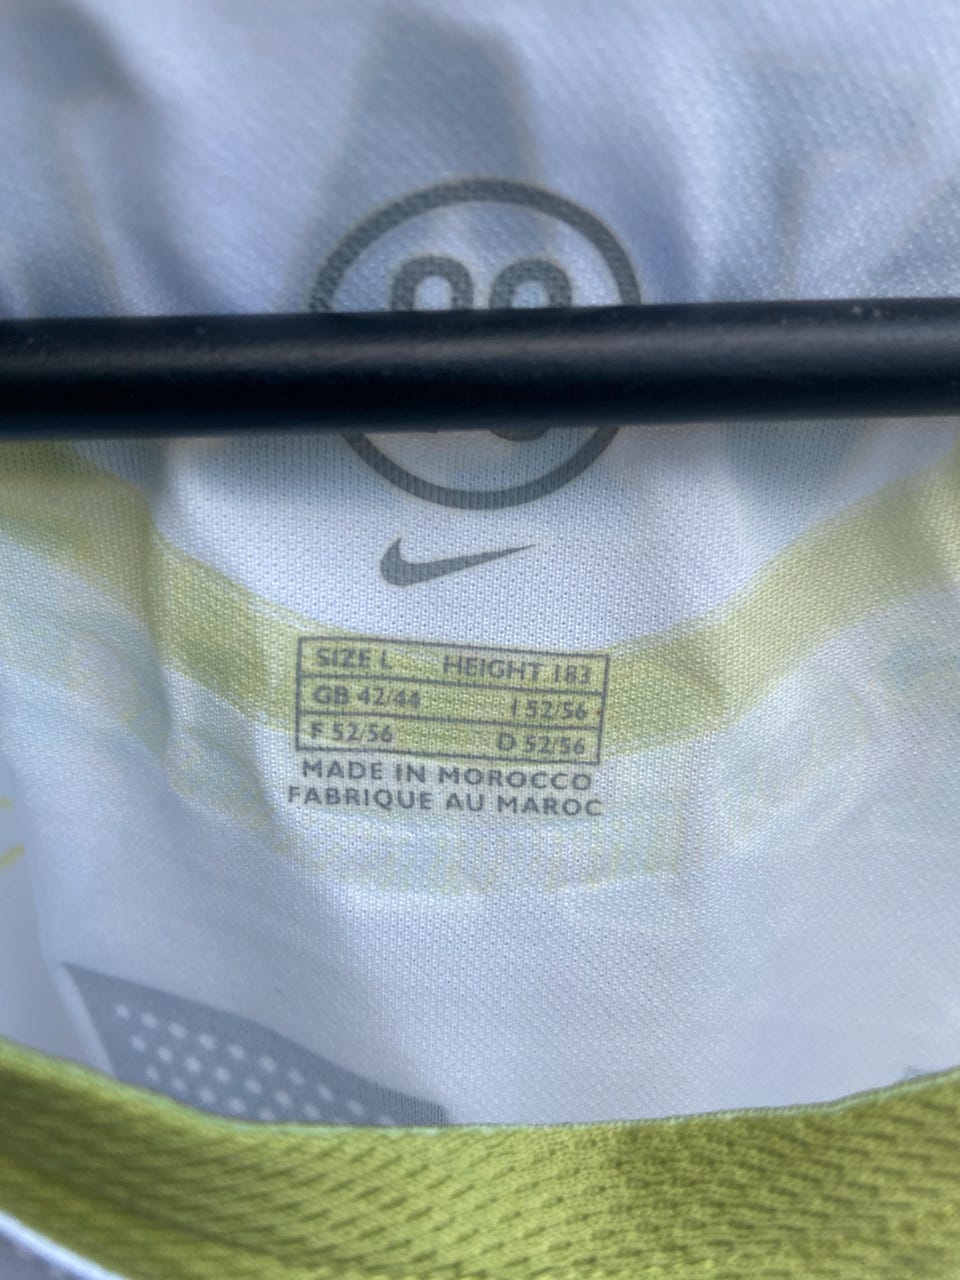 SIZE L HEIGHT 183
GB 42/44 I 52/56
F 52/56 D 52/56
MADE IN MOROCCO
FABRIQUE AU MAROC